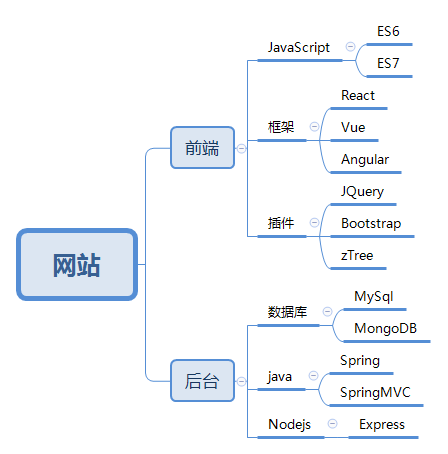 网站
前端
JavaScript
ES6
ES7
框架
React
Vue
Angular
插件
JQuery
Bootstrap
zTree
后台
数据库
MySql
MongoDB
java
Spring
SpringMVC
Nodejs
Express